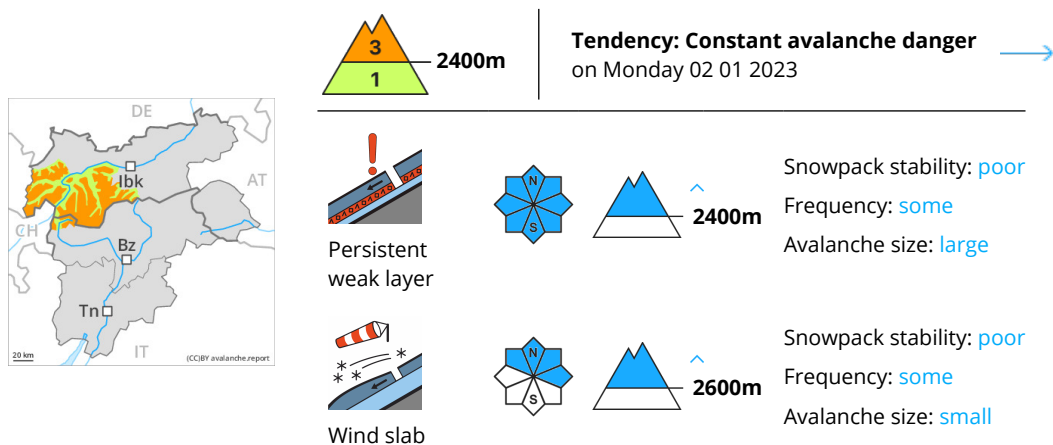 3
1
2400m
Tendency: Constant avalanche danger
on Monday 02 01 2023
DE
AT
CH
IT
Ibk
Bz
Tn
20 km
(CC)BY avalanche.report
Persistent
weak layer
N
S
2400m
Snowpack stability: poor
Frequency: some
Avalanche size: large
Wind slab
N
S
2600m
Snowpack stability: poor
Frequency: some
Avalanche size: small